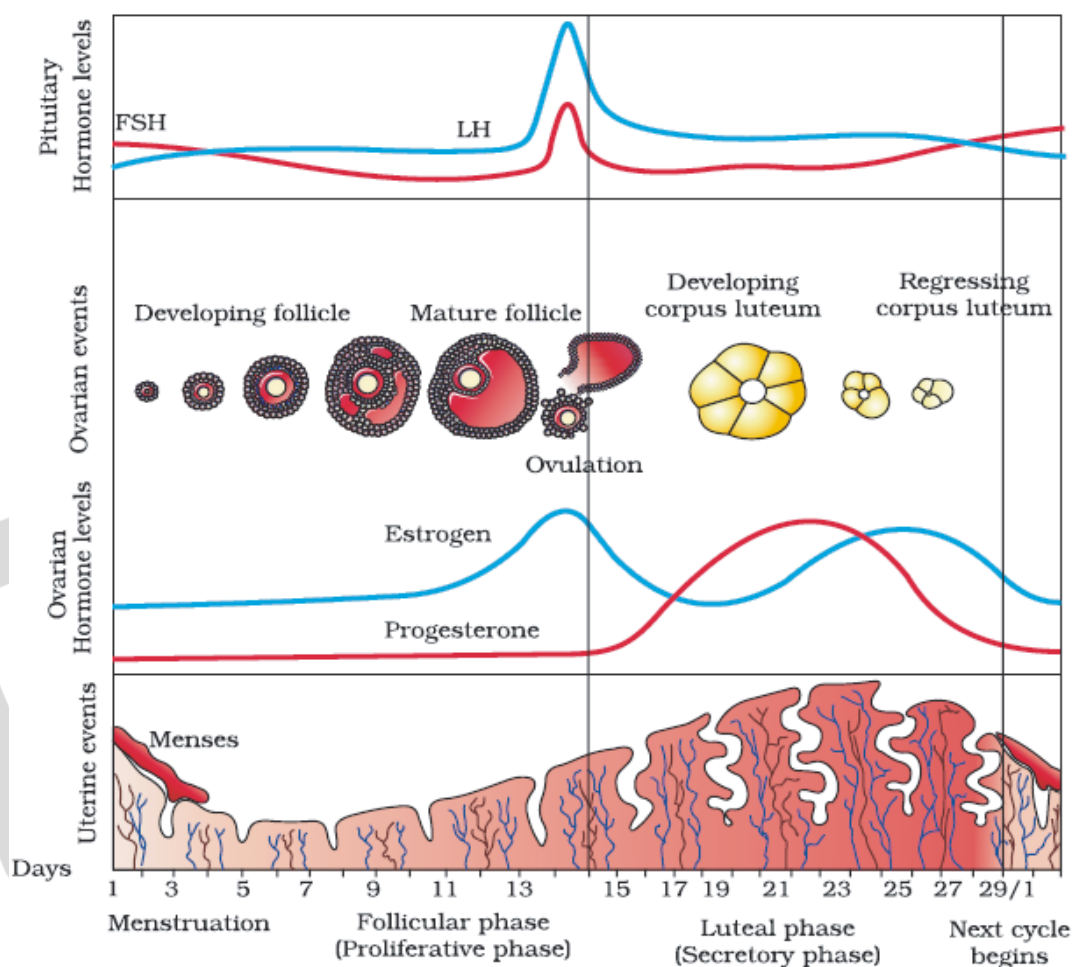 Pituitary
Hormone levels
FSH
LH
Ovarian events
Developing follicle
Mature follicle
Developing
corpus luteum
Regressing
corpus luteum
Ovulation
Ovarian
Hormone levels
Estrogen
Progesterone
Uterine events
Menses
Days
1 3 5 7 9 11 13 15 17 19 21 23 25 27 29/1
Menstruation
Follicular phase
(Proliferative phase)
Luteal phase
(Secretory phase)
Next cycle
begins